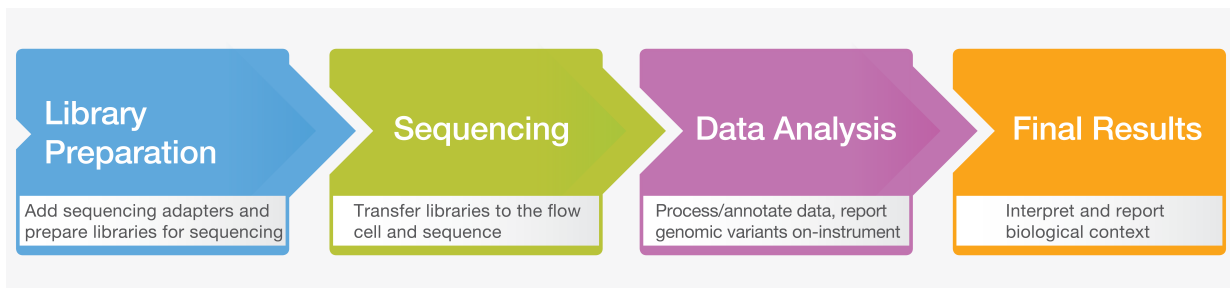 Library
Preparation
Add sequencing adapters and
prepare libraries for sequencing
Sequencing
Transfer libraries to the flow
cell and sequence
Data Analysis
Process/annotate data, report
genomic variants on-instrument
Final Results
Interpret and report
biological context